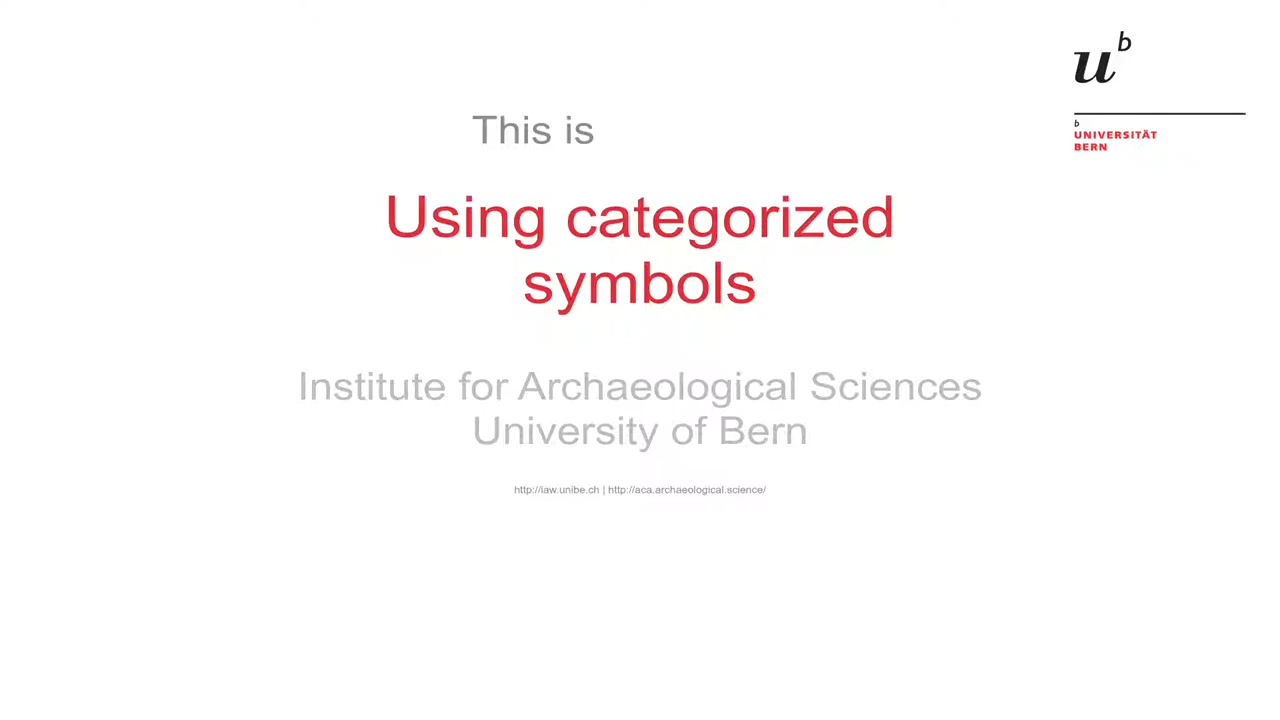 u^b
b
UNIVERSITÄT
BERN
This is
Using categorized
symbols
Institute for Archaeological Sciences
University of Bern
http://iaw.unibe.ch | http://aca.archaeological.science/